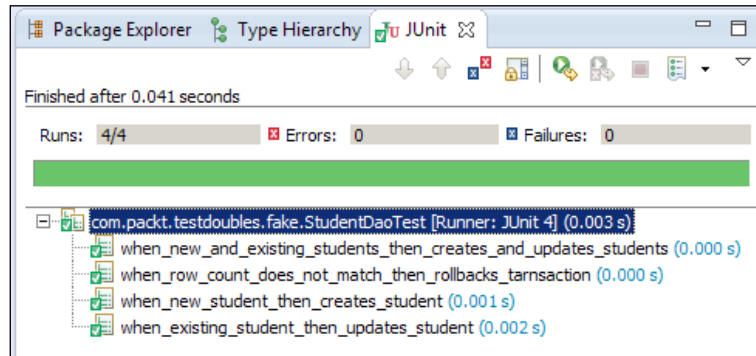 Package Explorer Type Hierarchy JU JUnit
Finished after 0.041 seconds
Runs: 4/4 Errors: 0 Failures: 0
com.packt.testdoubles.fake.StudentDaoTest [Runner: JUnit 4] (0.003 s)
when_new_and_existing_students_then_creates_and_updates_students (0.000 s)
when_row_count_does_not_match_then_rollbacks_tarnsaction (0.000 s)
when_new_student_then_creates_student (0.001 s)
when_existing_student_then_updates_student (0.002 s)